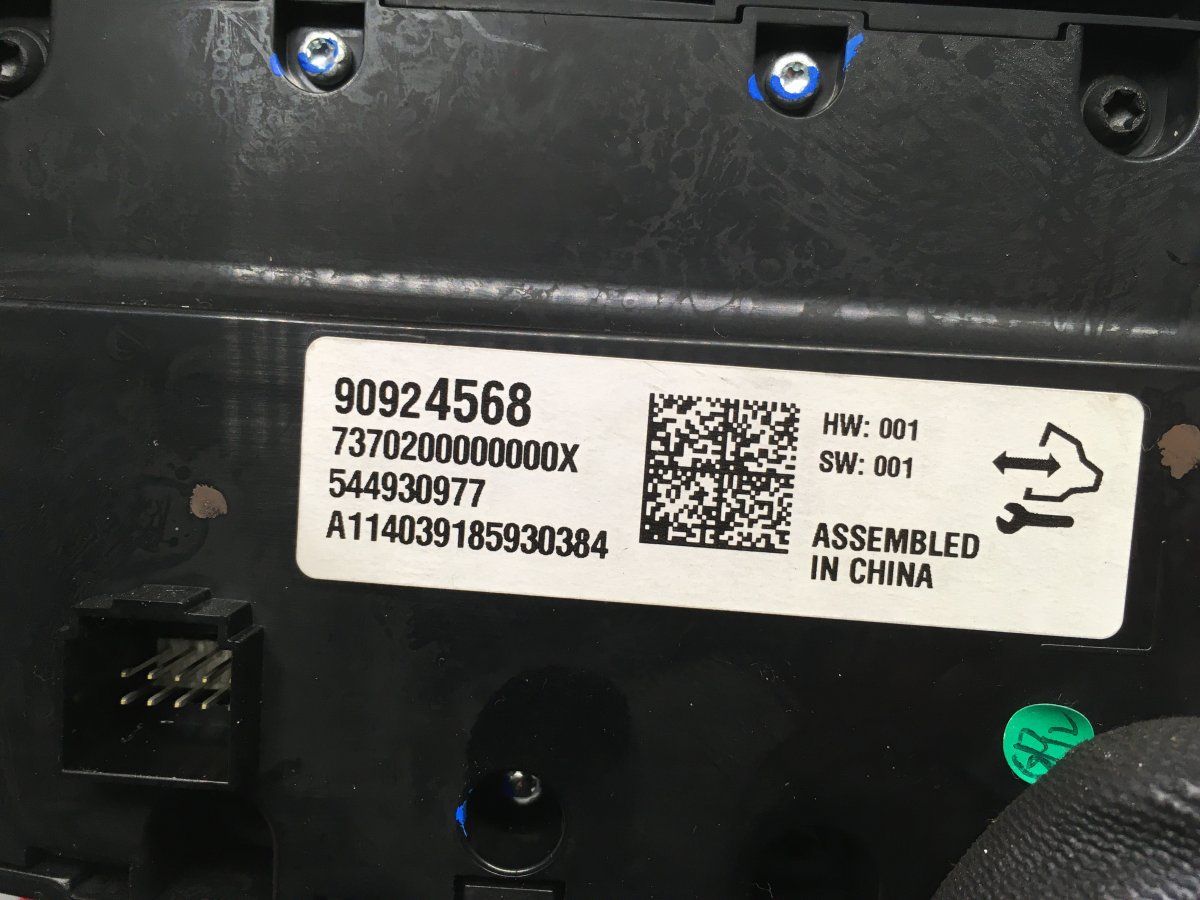 90924568
7370200000000X
544930977
A114039185930384
HW: 001
SW: 001
ASSEMBLED
IN CHINA